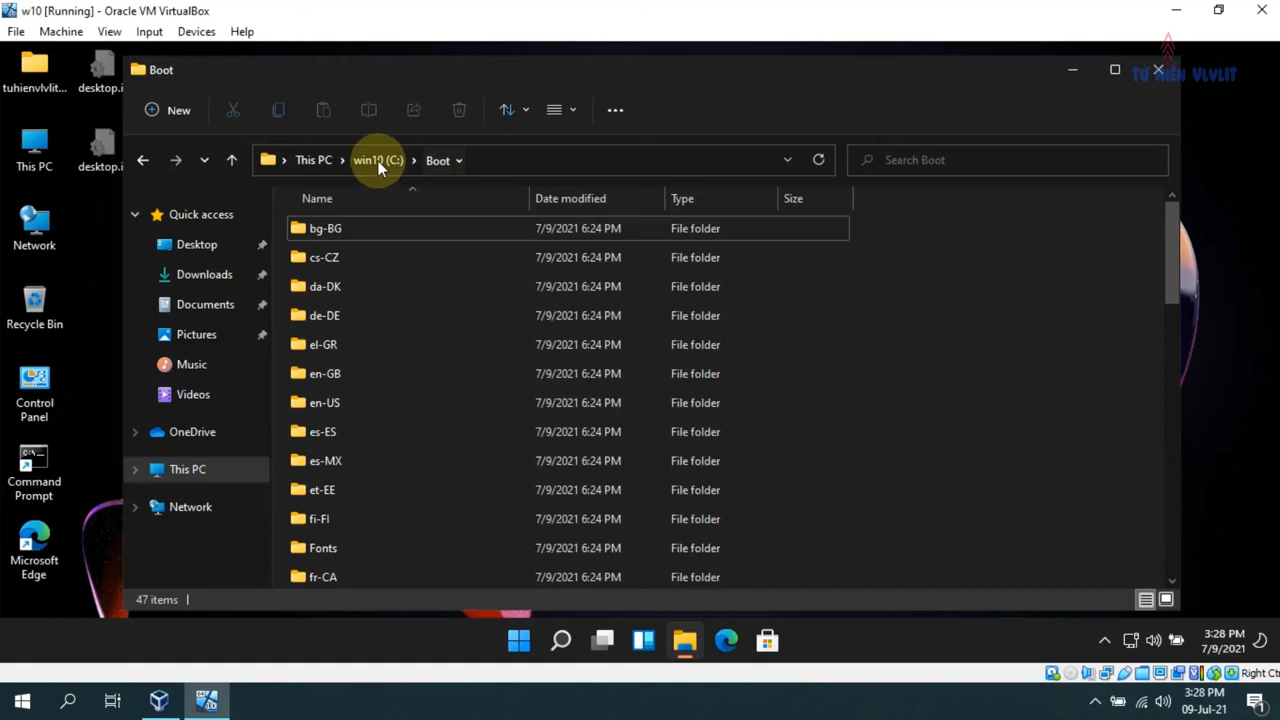 w10 [Running] - Oracle VM VirtualBox
File Machine View Input Devices Help
TỨ HIỀN VLVLIT
tuhienvlvlit...
desktop.i
This PC
desktop.i
Network
Recycle Bin
Control
Panel
Command
Prompt
Microsoft
Edge
Boot
New
This PC
win10 (C:)
Boot
Search Boot
Quick access
Desktop
Downloads
Documents
Pictures
Music
Videos
OneDrive
This PC
Network
Name Date modified Type Size
bg-BG 7/9/2021 6:24 PM File folder
cs-CZ 7/9/2021 6:24 PM File folder
da-DK 7/9/2021 6:24 PM File folder
de-DE 7/9/2021 6:24 PM File folder
el-GR 7/9/2021 6:24 PM File folder
en-GB 7/9/2021 6:24 PM File folder
en-US 7/9/2021 6:24 PM File folder
es-ES 7/9/2021 6:24 PM File folder
es-MX 7/9/2021 6:24 PM File folder
et-EE 7/9/2021 6:24 PM File folder
fi-FI 7/9/2021 6:24 PM File folder
Fonts 7/9/2021 6:24 PM File folder
fr-CA 7/9/2021 6:24 PM File folder
47 items
3:28 PM
7/9/2021
Right Ctr
3:28 PM
09-Jul-21
1